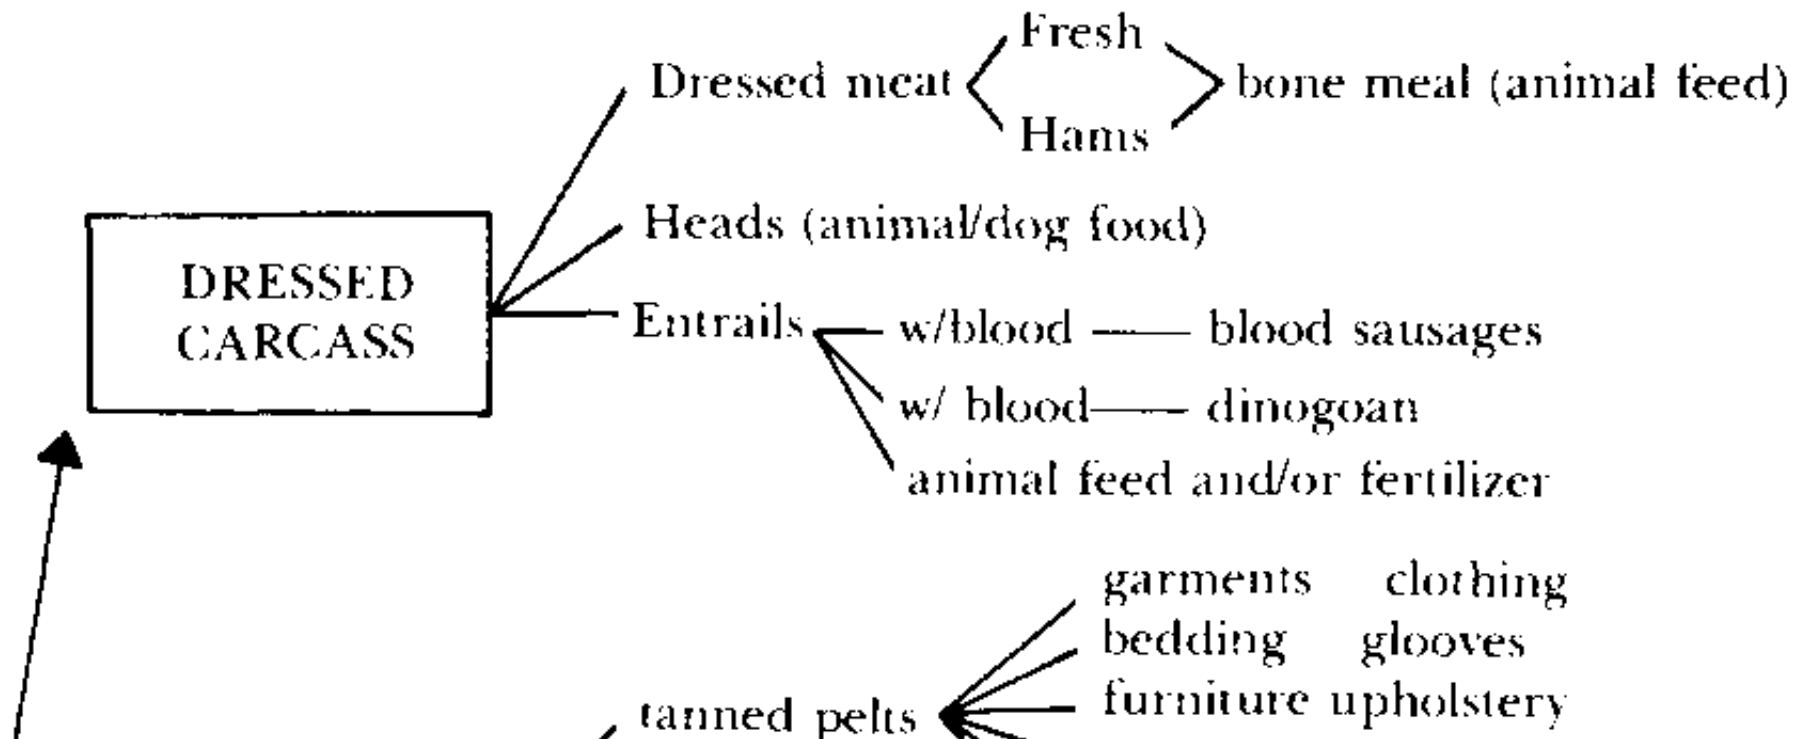 Fresh
Dressed meat
bone meal (animal feed)
Hams
Heads (animal/dog food)
DRESSED
CARCASS
Entrails
w/blood
blood sausages
w/ blood
dinogoan
animal feed and/or fertilizer
garments clothing
bedding glooves
furniture upholstery
tanned pelts